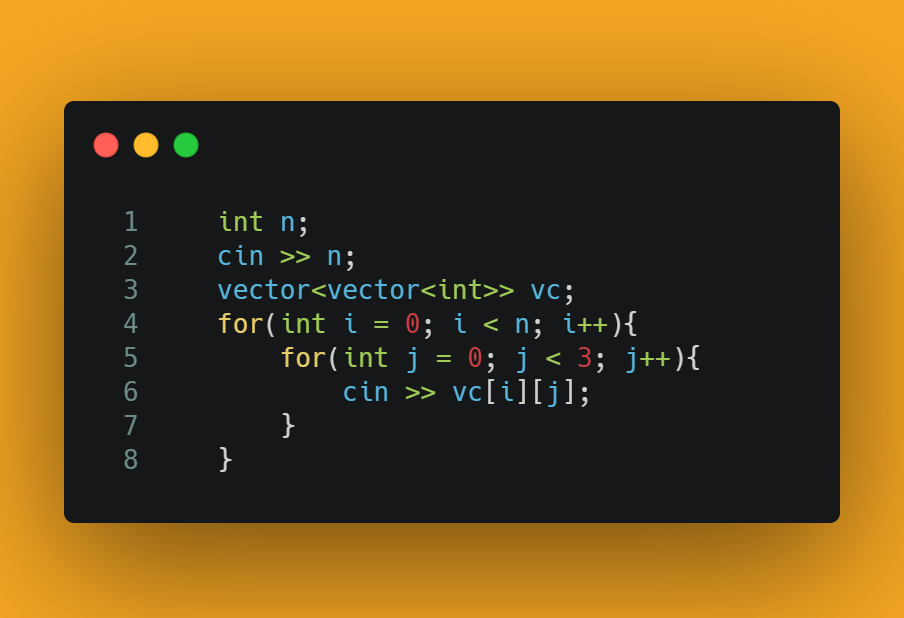 1    int n;
2    cin >> n;
3    vector<vector<int>> vc;
4    for(int i = 0; i < n; i++){
5        for(int j = 0; j < 3; j++){
6            cin >> vc[i][j];
7        }
8    }